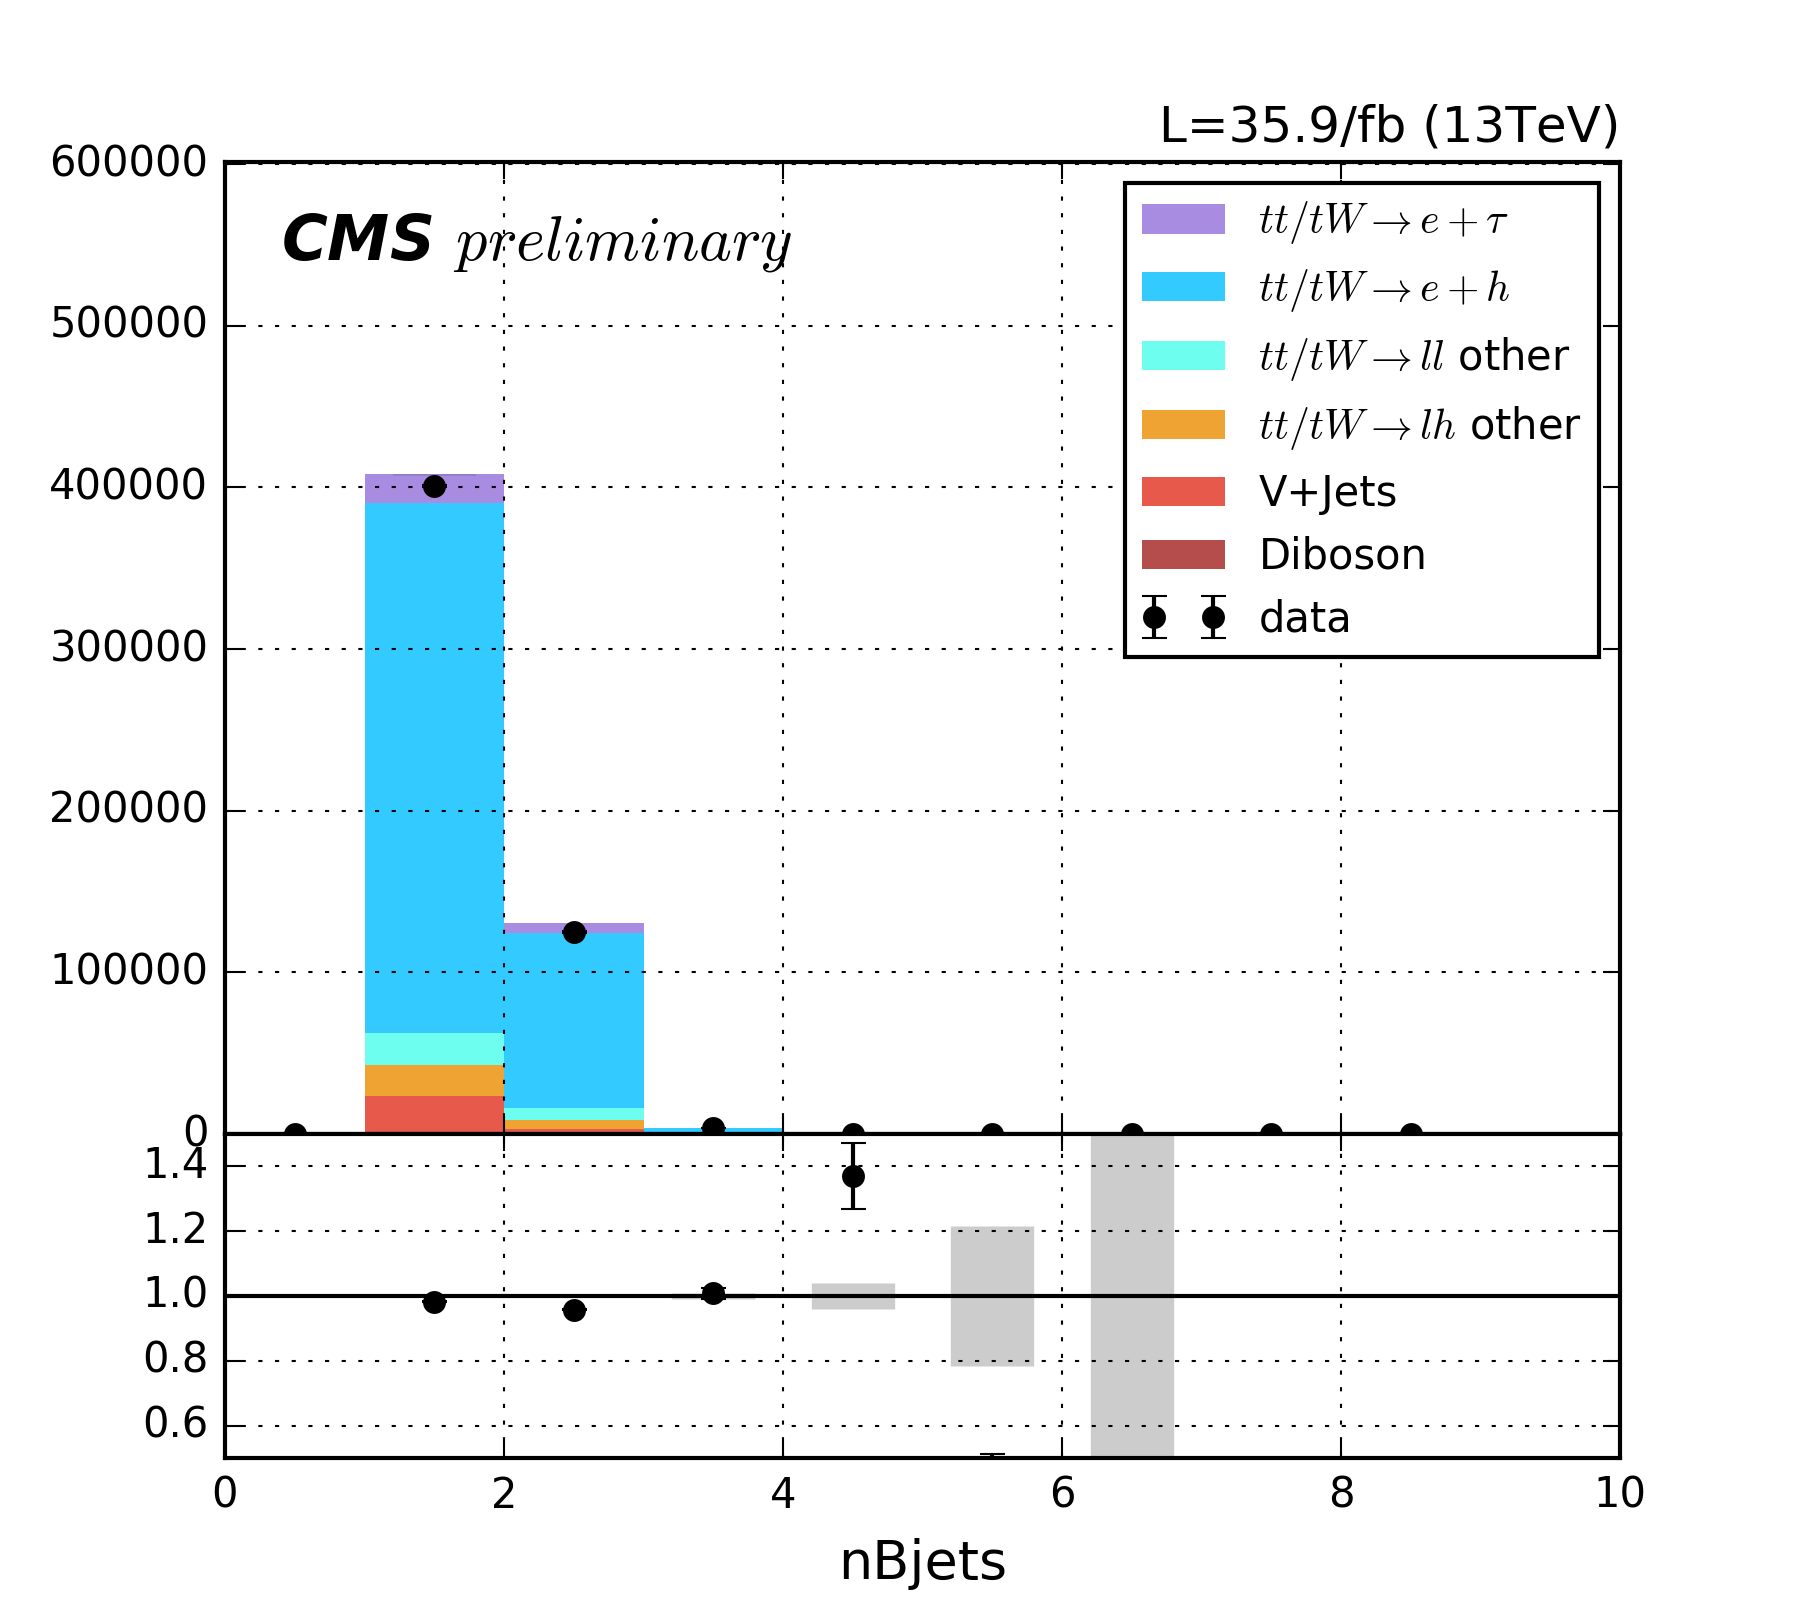 L=35.9/fb (13TeV)
CMS preliminary
600000
500000
400000
300000
200000
100000
0
tt/tW→e+τ
tt/tW→e+h
tt/tW→ll other
tt/tW→lh other
V+Jets
Diboson
data
1.4
1.2
1.0
0.8
0.6
0 2 4 6 8 10
nBjets